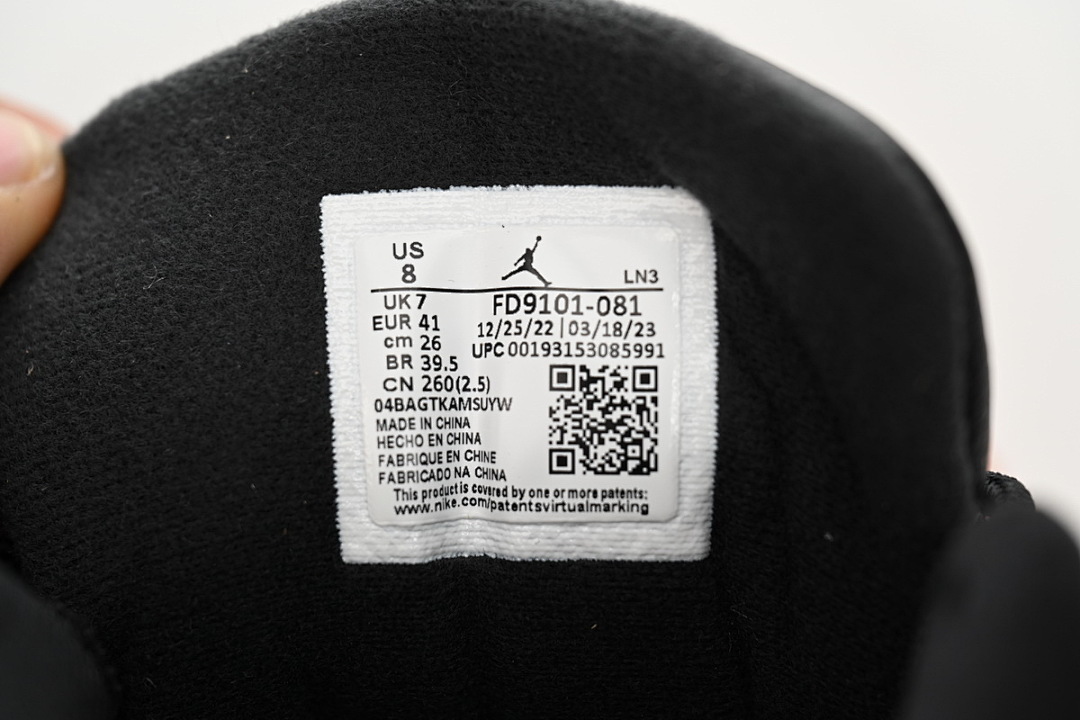 US
8
LN3
UK 7
FD9101-081
EUR 41
12/25/22 | 03/18/23
cm 26
UPC 00193153085991
BR 39.5
CN 260(2.5)
04BAGTKAMSUYW
MADE IN CHINA
HECHO EN CHINA
FABRIQUE EN CHINE
FABRICADO NA CHINA
This product is covered by one or more patents:
www.nike.com/patentsvirtualmarking